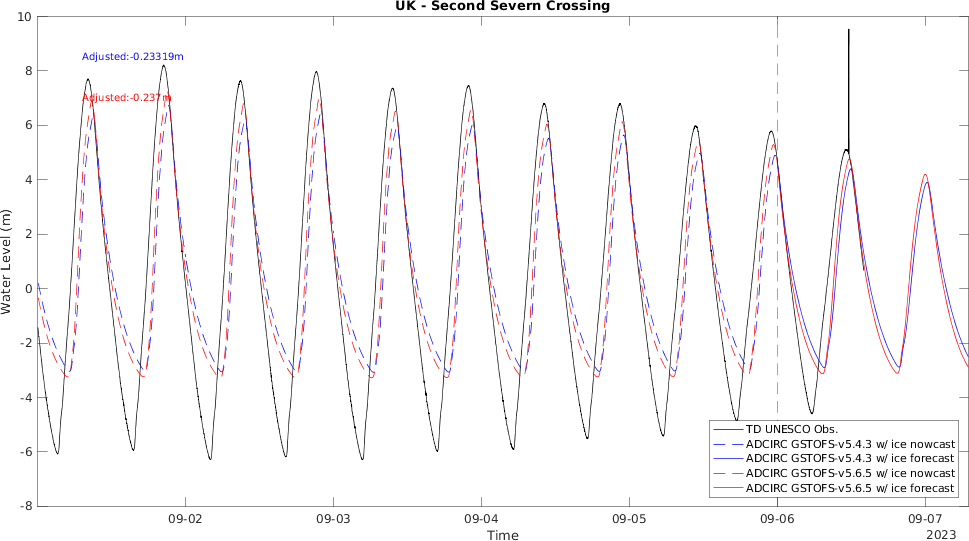 UK - Second Severn Crossing
Adjusted:-0.23319m
Adjusted:-0.237m
Water Level (m)
10
8
6
4
2
0
-2
-4
-6
-8
TD UNESCO Obs.
ADCIRC GSTOFS-v5.4.3 w/ ice nowcast
ADCIRC GSTOFS-v5.4.3 w/ ice forecast
ADCIRC GSTOFS-v5.6.5 w/ ice nowcast
ADCIRC GSTOFS-v5.6.5 w/ ice forecast
09-02 09-03 09-04 09-05 09-06 09-07
Time
2023